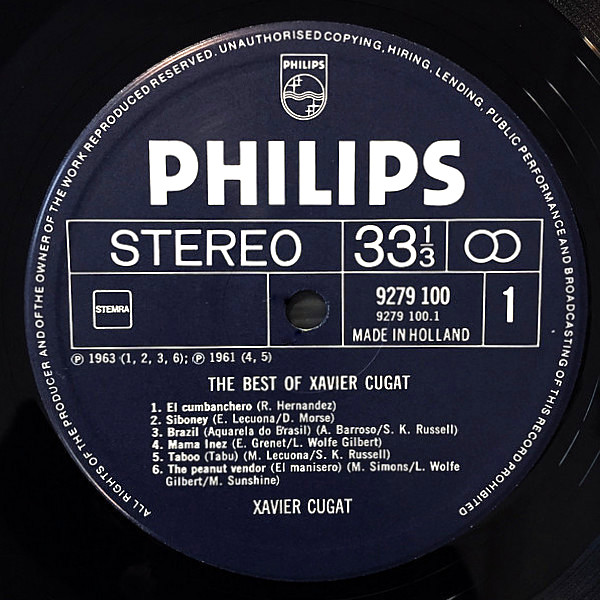 ALL RIGHTS OF THE PRODUCER AND OF THE OWNER OF THE WORK REPRODUCED RESERVED. UNAUTHORISED COPYING, HIRING, LENDING, PUBLIC PERFORMANCE AND BROADCASTING OF THIS RECORD PROHIBITED
PHILIPS
PHILIPS
STEREO
33 1/3
STEMRA
9279 100
9279 100.1
MADE IN HOLLAND
1
℗ 1963 (1, 2, 3, 6); ℗ 1961 (4, 5)
THE BEST OF XAVIER CUGAT
1. El cumbanchero (R. Hernandez)
2. Siboney (E. Lecuona/D. Morse)
3. Brazil (Aquarela do Brasil) (A. Barroso/S. K. Russell)
4. Mama Inez (E. Grenet/L. Wolfe Gilbert)
5. Taboo (Tabu) (M. Lecuona/S. K. Russell)
6. The peanut vendor (El manisero) (M. Simons/L. Wolfe
Gilbert/M. Sunshine)
XAVIER CUGAT